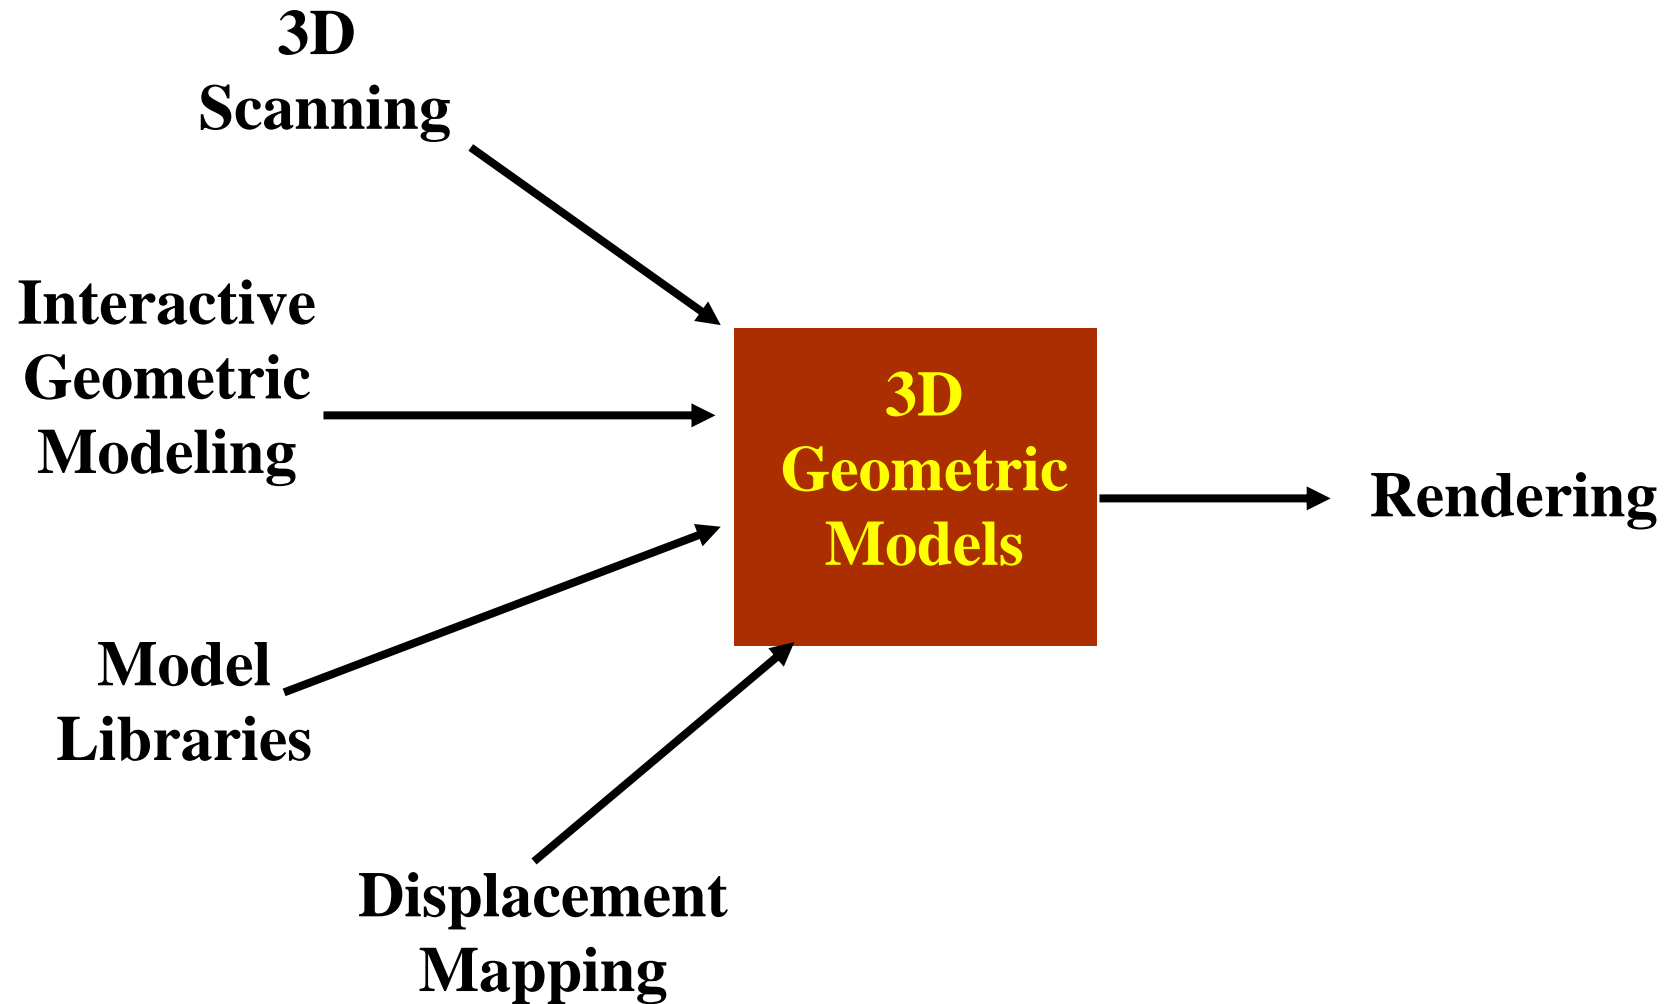 3D
Scanning
Interactive
Geometric
Modeling
3D
Geometric
Models
Rendering
Model
Libraries
Displacement
Mapping